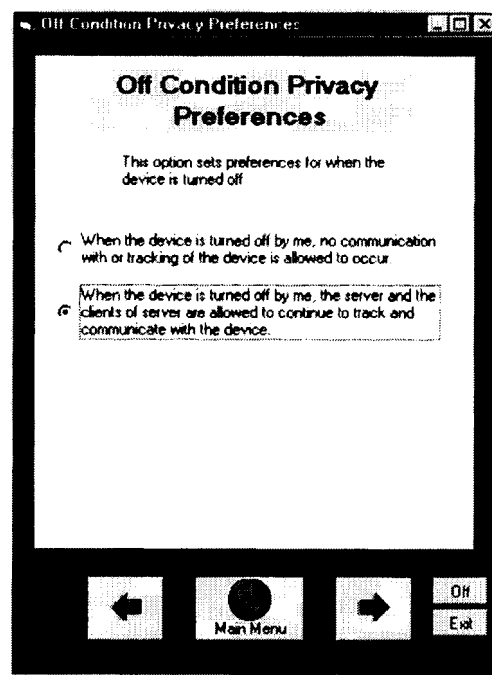 Off Condition Privacy Preferences
Off Condition Privacy
Preferences
This option sets preferences for when the
device is turned off
When the device is turned off by me, no communication
with or tracking of the device is allowed to occur.
When the device is turned off by me, the server and the
clients of server are allowed to continue to track and
communicate with the device.
Main Menu
Off
Exit